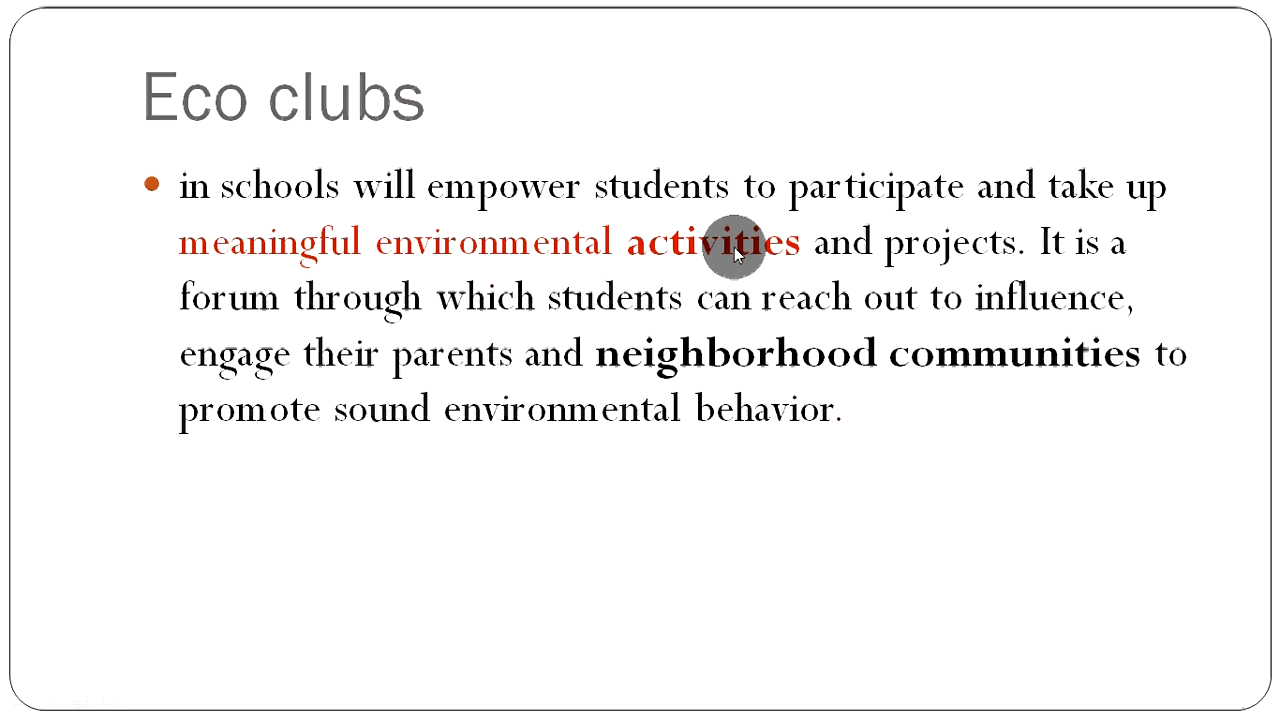 Eco clubs
• in schools will empower students to participate and take up
meaningful environmental activities and projects. It is a
forum through which students can reach out to influence,
engage their parents and neighborhood communities to
promote sound environmental behavior.